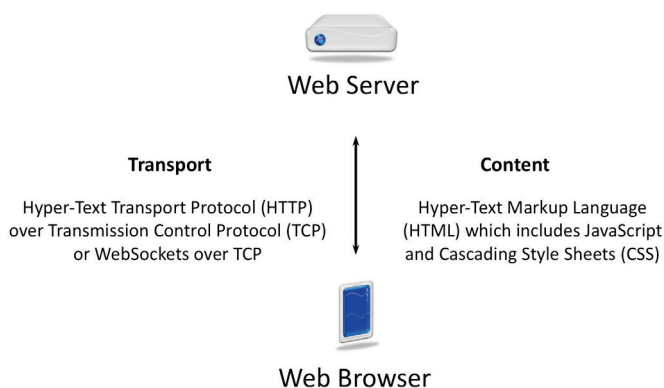 Web Server
Transport
Hyper-Text Transport Protocol (HTTP)
over Transmission Control Protocol (TCP)
or WebSockets over TCP
Content
Hyper-Text Markup Language
(HTML) which includes JavaScript
and Cascading Style Sheets (CSS)
Web Browser